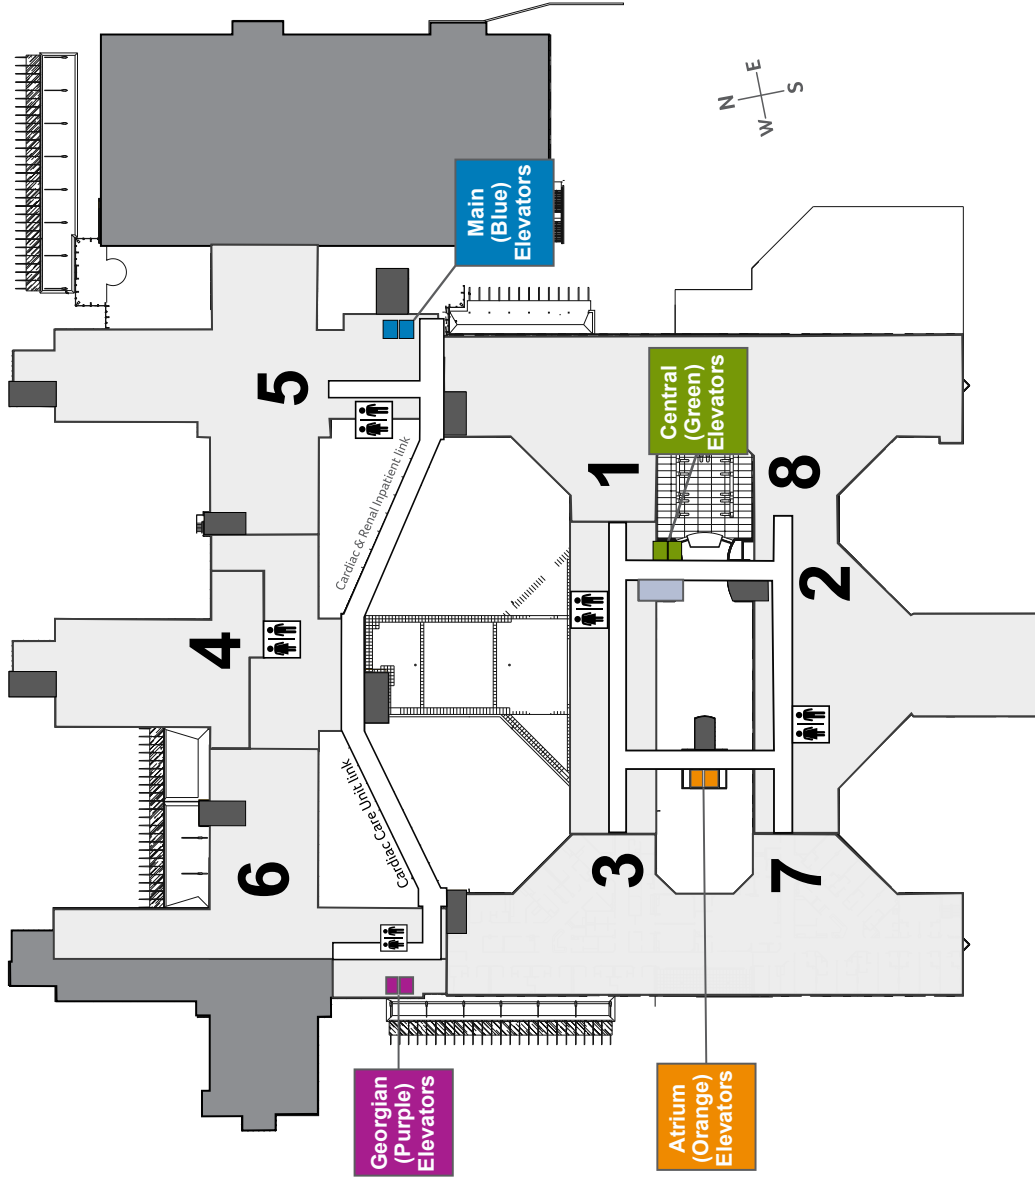 N
E
S
W
Main
(Blue)
Elevators
5
Cardiac & Renal Inpatient link
1
Central
(Green)
Elevators
8
2
4
Cardiac Care Unit link
6
3
7
Georgian
(Purple)
Elevators
Atrium
(Orange)
Elevators